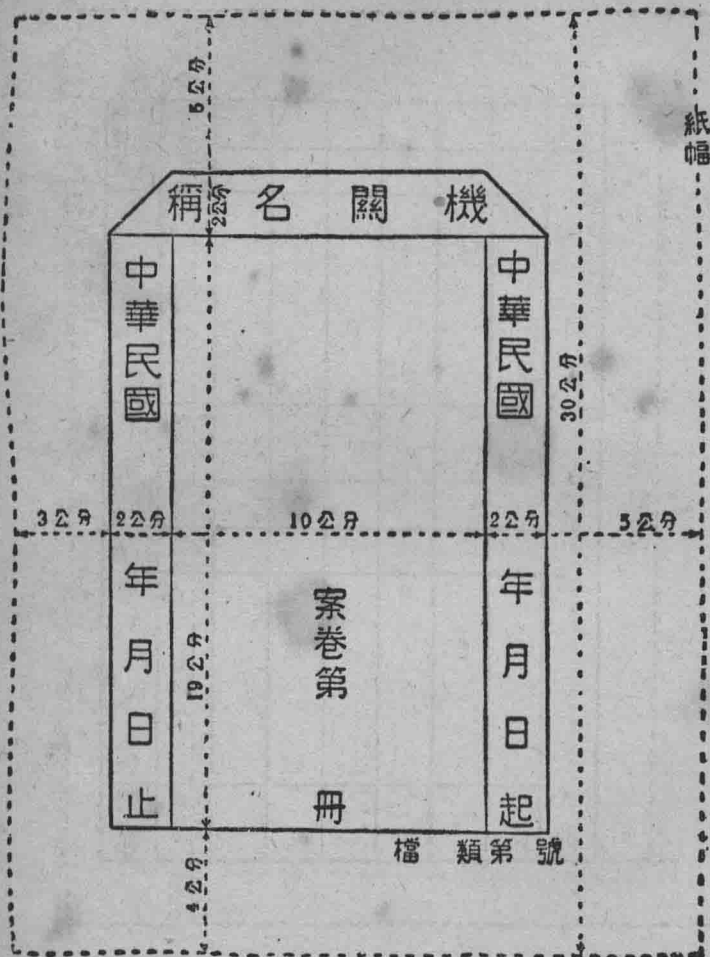 紙幅
機關名稱
中華民國 年月日起
案卷第 冊
中華民國 年月日止
檔 類第 號
5公分
2公分
30公分
3公分
2公分
10公分
2公分
5公分
19公分
4公分